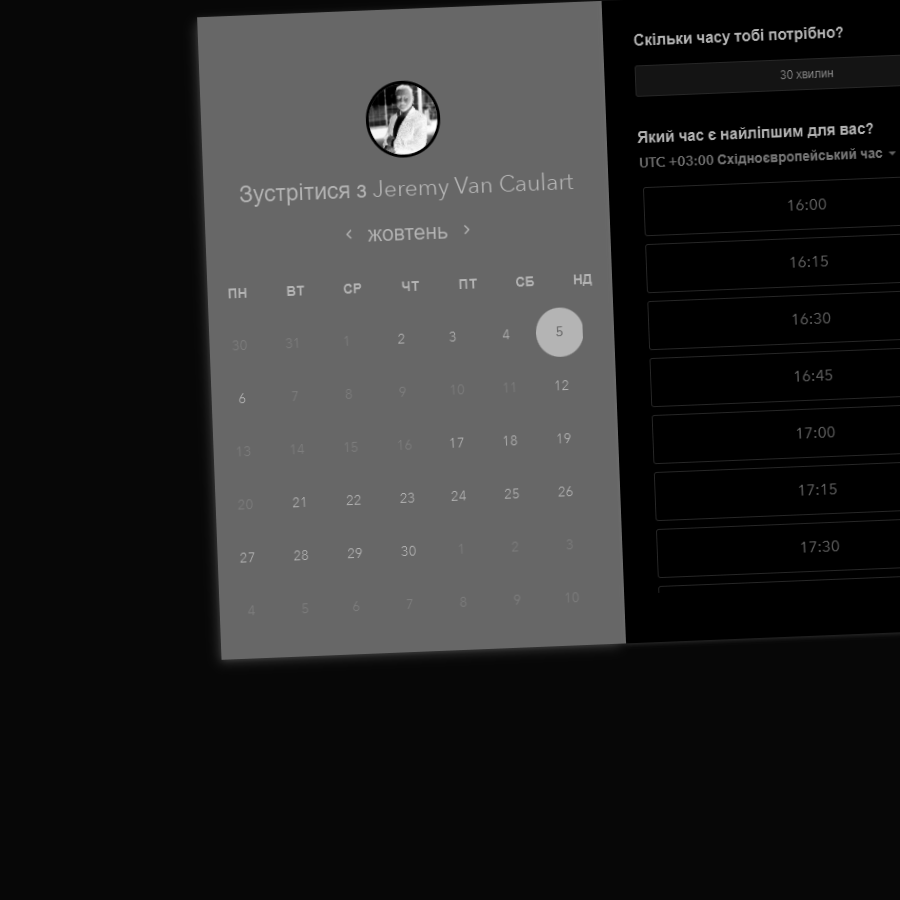 Зустрітися з Jeremy Van Caulart
‹ жовтень ›
ПН ВТ СР ЧТ ПТ СБ НД
30 31 1 2 3 4 5
6 7 8 9 10 11 12
13 14 15 16 17 18 19
20 21 22 23 24 25 26
27 28 29 30 1 2 3
4 5 6 7 8 9 10
Скільки часу тобі потрібно?
30 хвилин
Який час є найліпшим для вас?
UTC +03:00 Східноєвропейський час
16:00
16:15
16:30
16:45
17:00
17:15
17:30